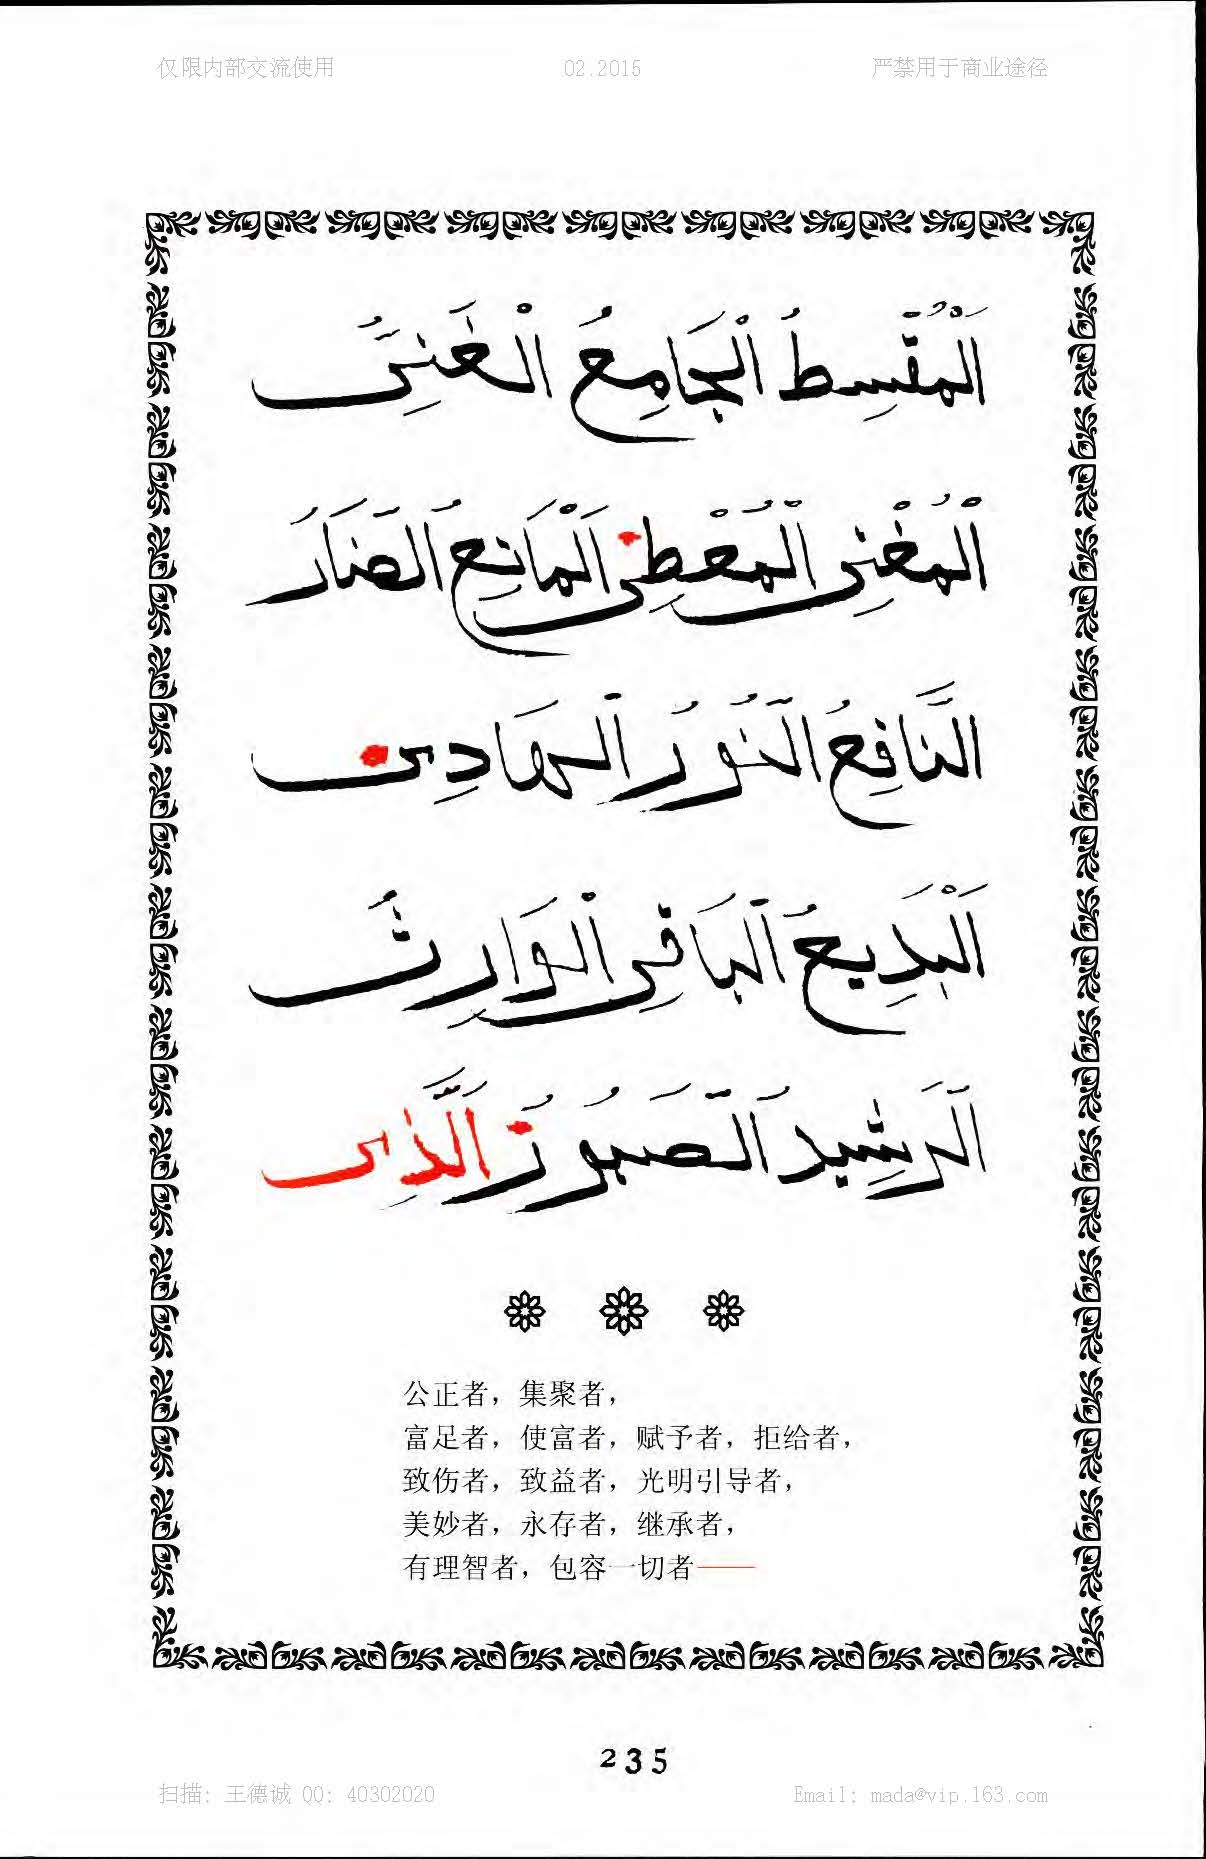 仅限内部交流使用 02.2015 严禁用于商业途径
اَلْمُقْسِطُ اَلْجَامِعُ اَلْغَنِيُّ
اَلْمُغْنِى اَلْمُعْطِى اَلْمَانِعُ اَلضَّارُّ
اَلنَّافِعُ اَلنُّورُ اَلْهَادِى
اَلْبَدِيعُ اَلْبَاقِى اَلْوَارِثُ
اَلرَّشِيدُ اَلصَّبُورُ اَلَّذِى
公正者，集聚者，
富足者，使富者，赋予者，拒给者，
致伤者，致益者，光明引导者，
美妙者，永存者，继承者，
有理智者，包容一切者——
235
扫描: 王德诚 QQ: 40302020 Email: mada@vip.163.com